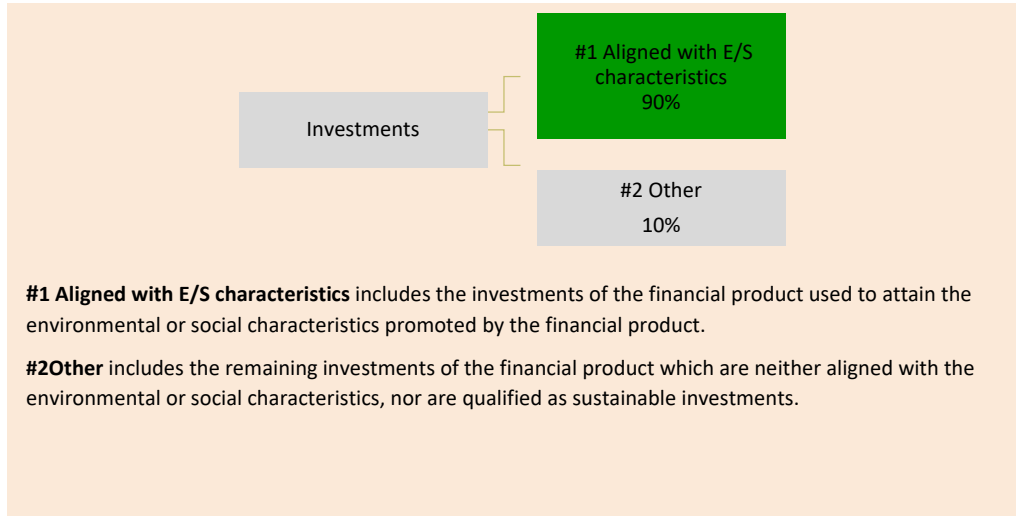 #1 Aligned with E/S
characteristics
90%
Investments
#2 Other
10%
#1 Aligned with E/S characteristics includes the investments of the financial product used to attain the
environmental or social characteristics promoted by the financial product.
#2Other includes the remaining investments of the financial product which are neither aligned with the
environmental or social characteristics, nor are qualified as sustainable investments.